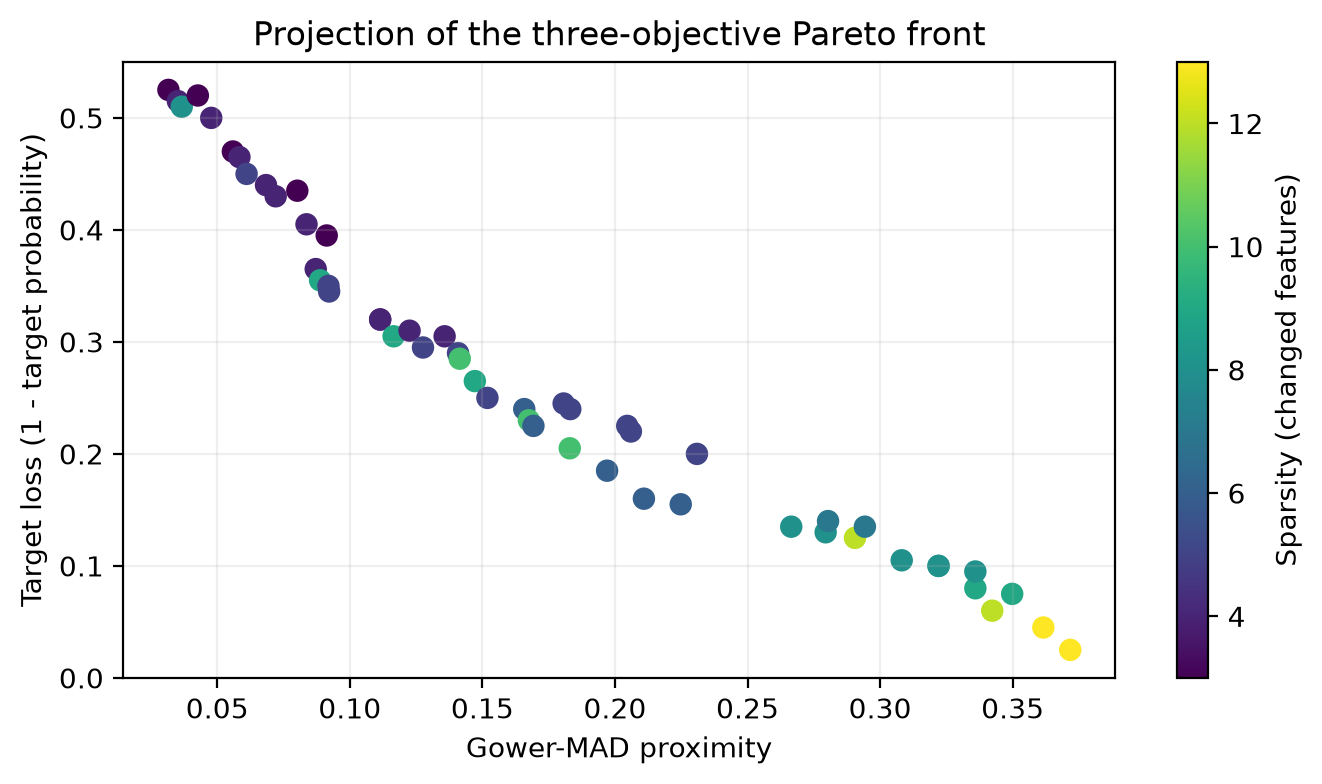 Projection of the three-objective Pareto front
Target loss (1 - target probability)
0.5
0.4
0.3
0.2
0.1
0.0
0.05 0.10 0.15 0.20 0.25 0.30 0.35
Gower-MAD proximity
12
10
8
6
4
Sparsity (changed features)